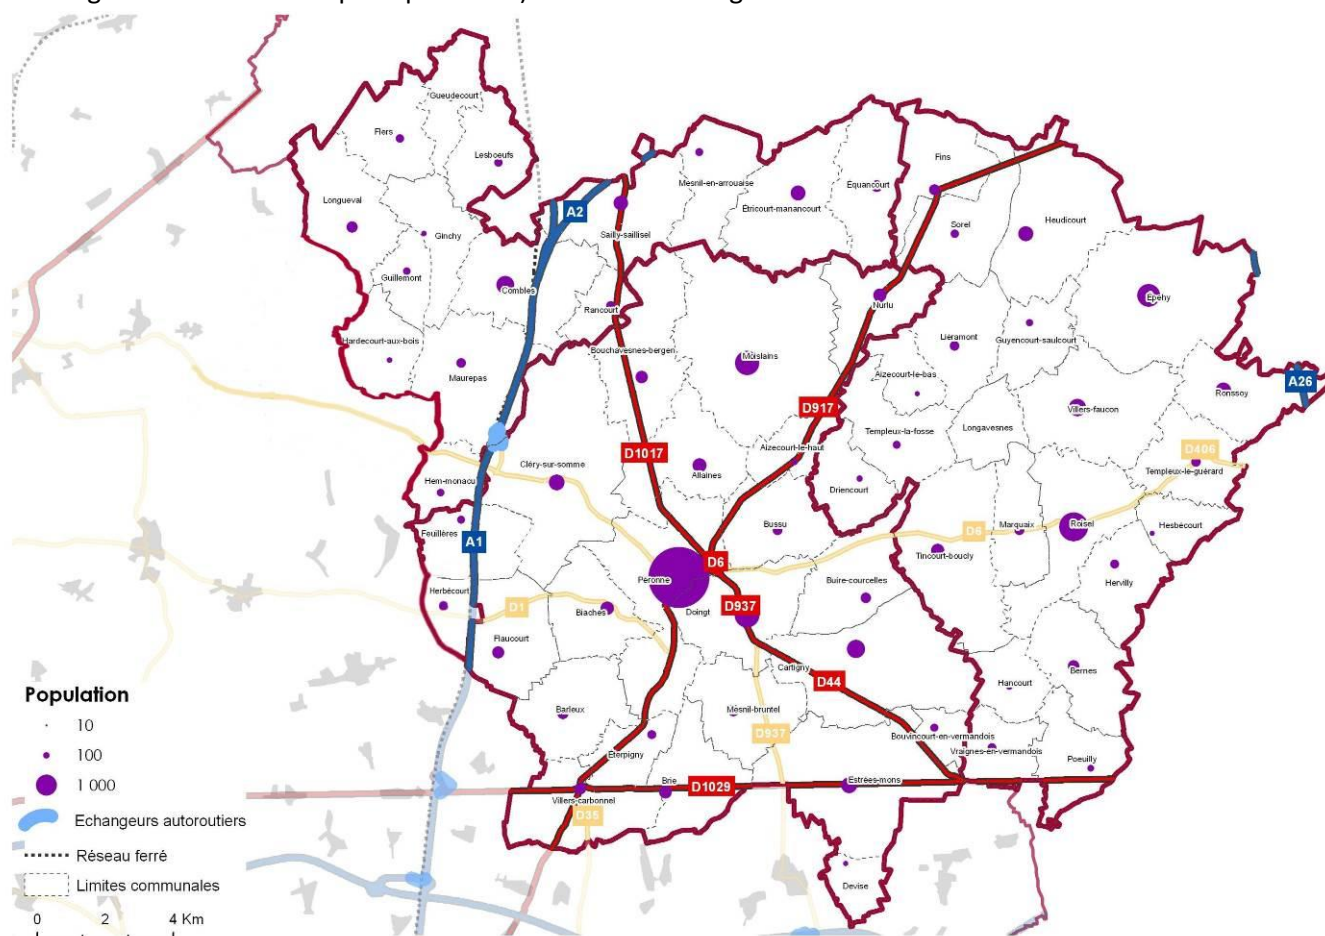 Gueudecourt
Flers
Lesboeufs
Mesnil-en-arrouaise
Fins
Equancourt
Étricourt-manancourt
Longueval
A2
Ginchy
Sailly-saillisel
Sorel
Heudicourt
Guillemont
Combles
Epehy
Rancourt
Nurlu
Hardecourt-aux-bois
Liéramont
Guyencourt-saulcourt
Bouchavesnes-bergen
Moislains
Maurepas
Aizecourt-le-bas
A26
Ronssoy
D917
Villers-faucon
Templeux-la-fosse
Longavesnes
Aizecourt-le-haut
D1017
D406
Cléry-sur-somme
Templeux-le-guérard
Allaines
Hem-monacu
Driencourt
Bussu
Marquaix
Roisel
Hesbécourt
Feuillères
A1
D6
Tincourt-boucly
D6
Peronne
Buire-courcelles
Hervilly
Herbécourt
D1
Biaches
Doingt
D937
Flaucourt
Cartigny
Bernes
D44
Hancourt
Population
Barleux
Mesnil-bruntel
10
D937
Bouvincourt-en-vermandois
Eterpigny
Vraignes-en-vermandois
100
Poeuilly
1 000
Brie
D1029
Estrées-mons
Villers-carbonnel
Echangeurs autoroutiers
D35
Réseau ferré
Limites communales
Devise
0 2 4 Km